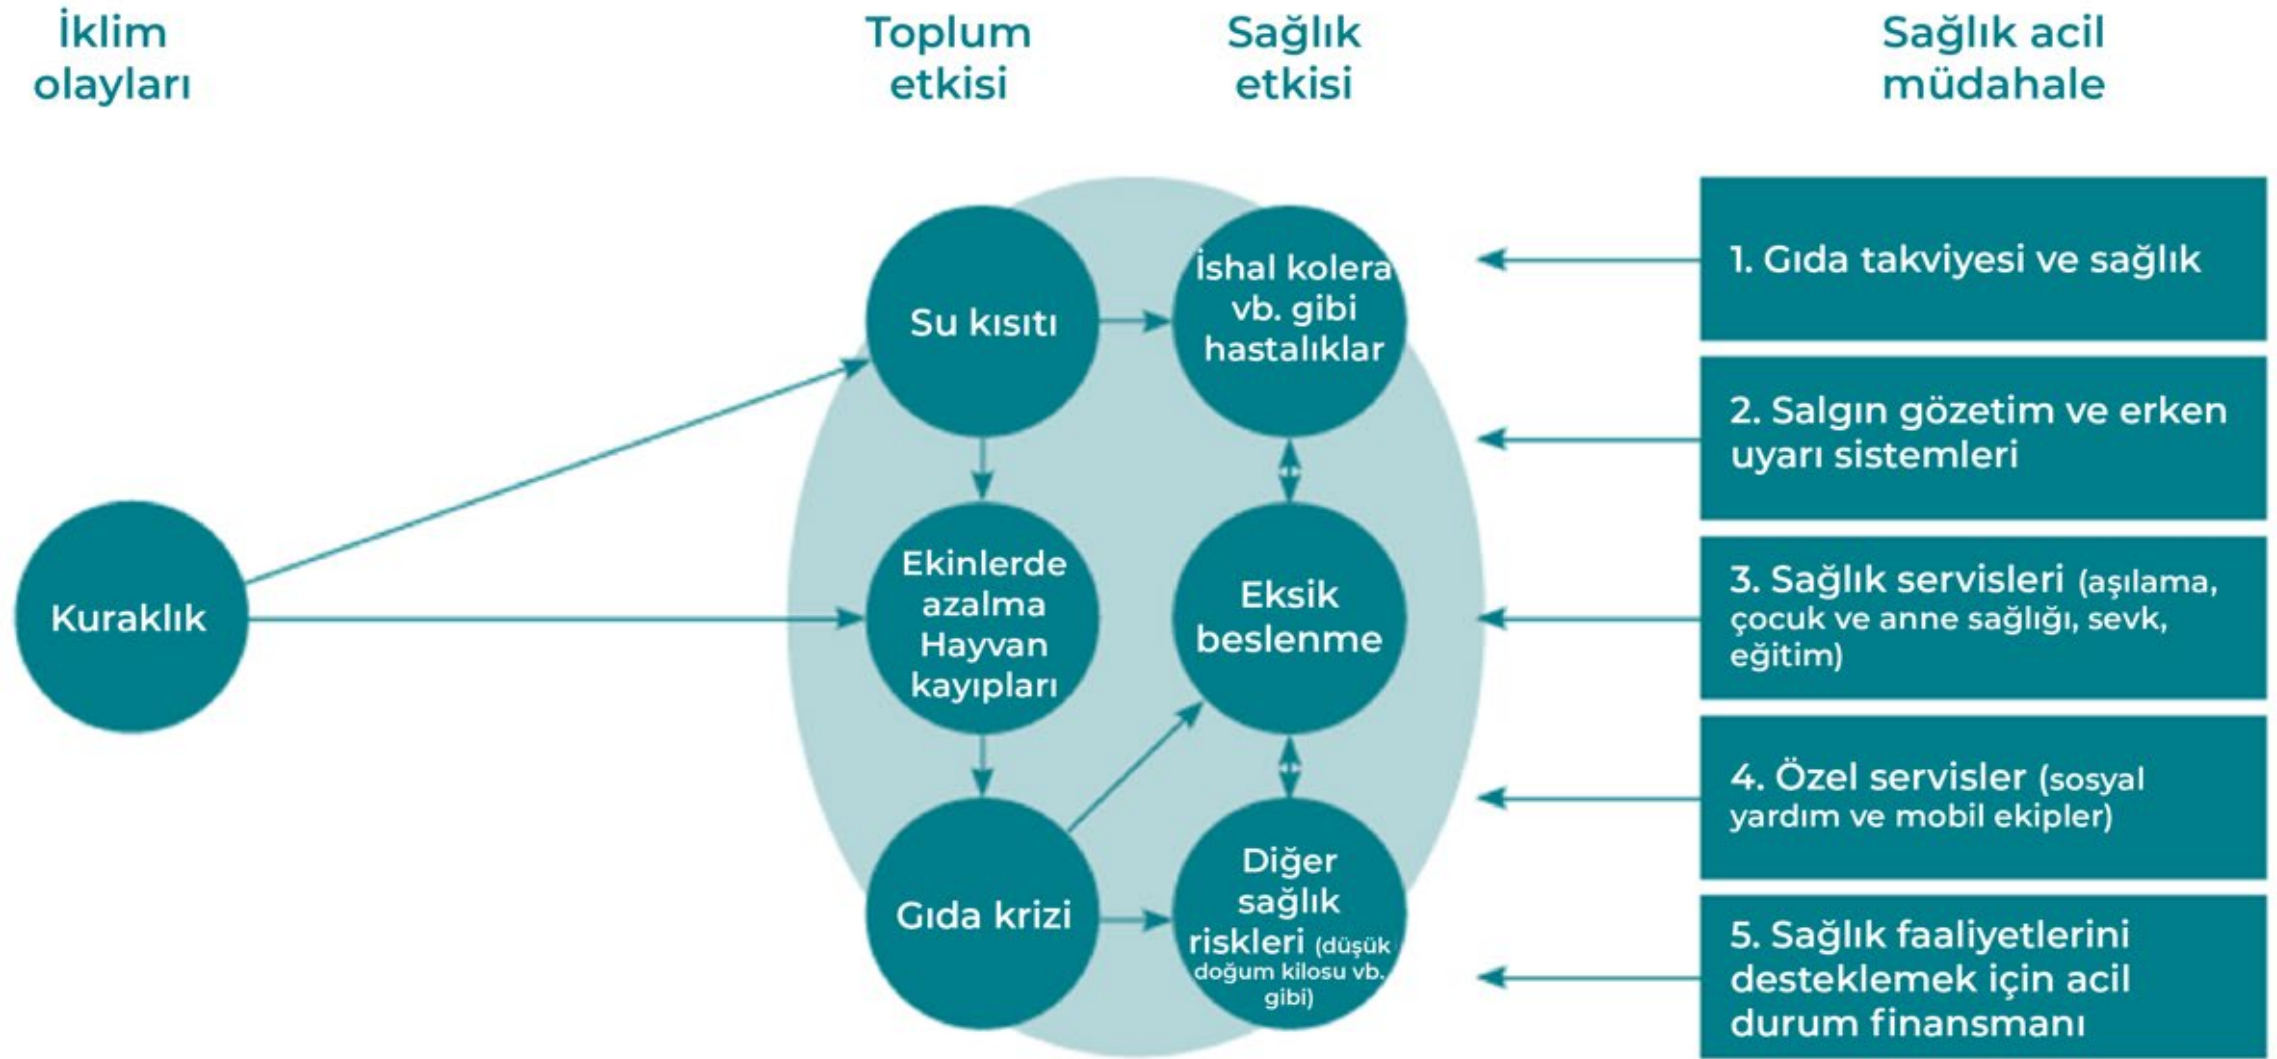 İklim
olayları
Toplum
etkisi
Sağlık
etkisi
Sağlık acil
müdahale
Kuraklık
Su kısıtı
Ekinlerde
azalma
Hayvan
kayıpları
Gıda krizi
İshal kolera
vb. gibi
hastalıklar
Eksik
beslenme
Diğer
sağlık
riskleri (düşük
doğum kilosu vb.
gibi)
1. Gıda takviyesi ve sağlık
2. Salgın gözetim ve erken
uyarı sistemleri
3. Sağlık servisleri (aşılama,
çocuk ve anne sağlığı, sevk,
eğitim)
4. Özel servisler (sosyal
yardım ve mobil ekipler)
5. Sağlık faaliyetlerini
desteklemek için acil
durum finansmanı